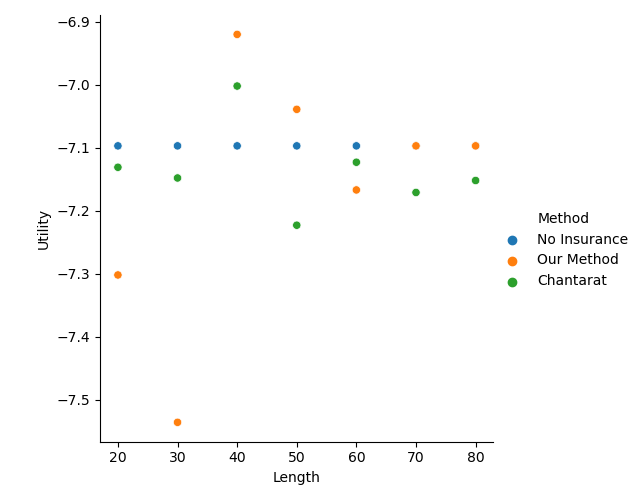 −6.9
−7.0
−7.1
−7.2
−7.3
−7.4
−7.5
Utility
20 30 40 50 60 70 80
Length
Method
No Insurance
Our Method
Chantarat